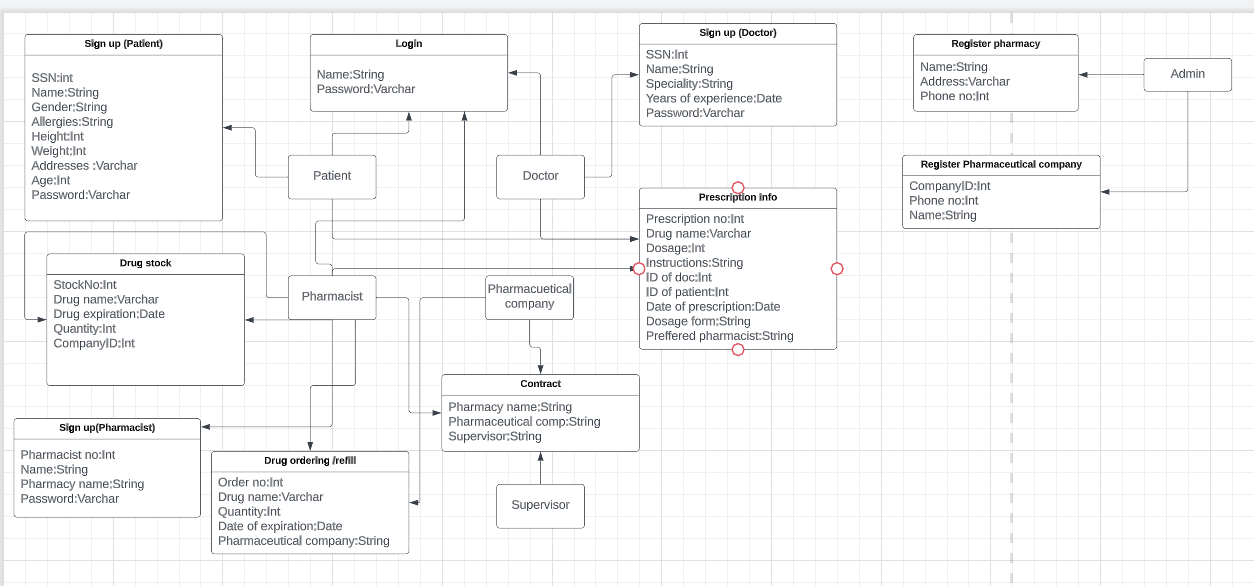 Sign up (Patient)
SSN:int
Name:String
Gender:String
Allergies:String
Height:Int
Weight:Int
Addresses :Varchar
Age:Int
Password:Varchar
Login
Name:String
Password:Varchar
Sign up (Doctor)
SSN:Int
Name:String
Speciality:String
Years of experience:Date
Password:Varchar
Register pharmacy
Name:String
Address:Varchar
Phone no:Int
Admin
Patient
Doctor
Register Pharmaceutical company
CompanyID:Int
Phone no:Int
Name:String
Prescription info
Prescription no:Int
Drug name:Varchar
Dosage:Int
Instructions:String
ID of doc:Int
ID of patient:Int
Date of prescription:Date
Dosage form:String
Preffered pharmacist:String
Drug stock
StockNo:Int
Drug name:Varchar
Drug expiration:Date
Quantity:Int
CompanyID:Int
Pharmacist
Pharmacuetical
company
Contract
Pharmacy name:String
Pharmaceutical comp:String
Supervisor:String
Sign up(Pharmacist)
Pharmacist no:Int
Name:String
Pharmacy name:String
Password:Varchar
Drug ordering /refill
Order no:Int
Drug name:Varchar
Quantity:Int
Date of expiration:Date
Pharmaceutical company:String
Supervisor